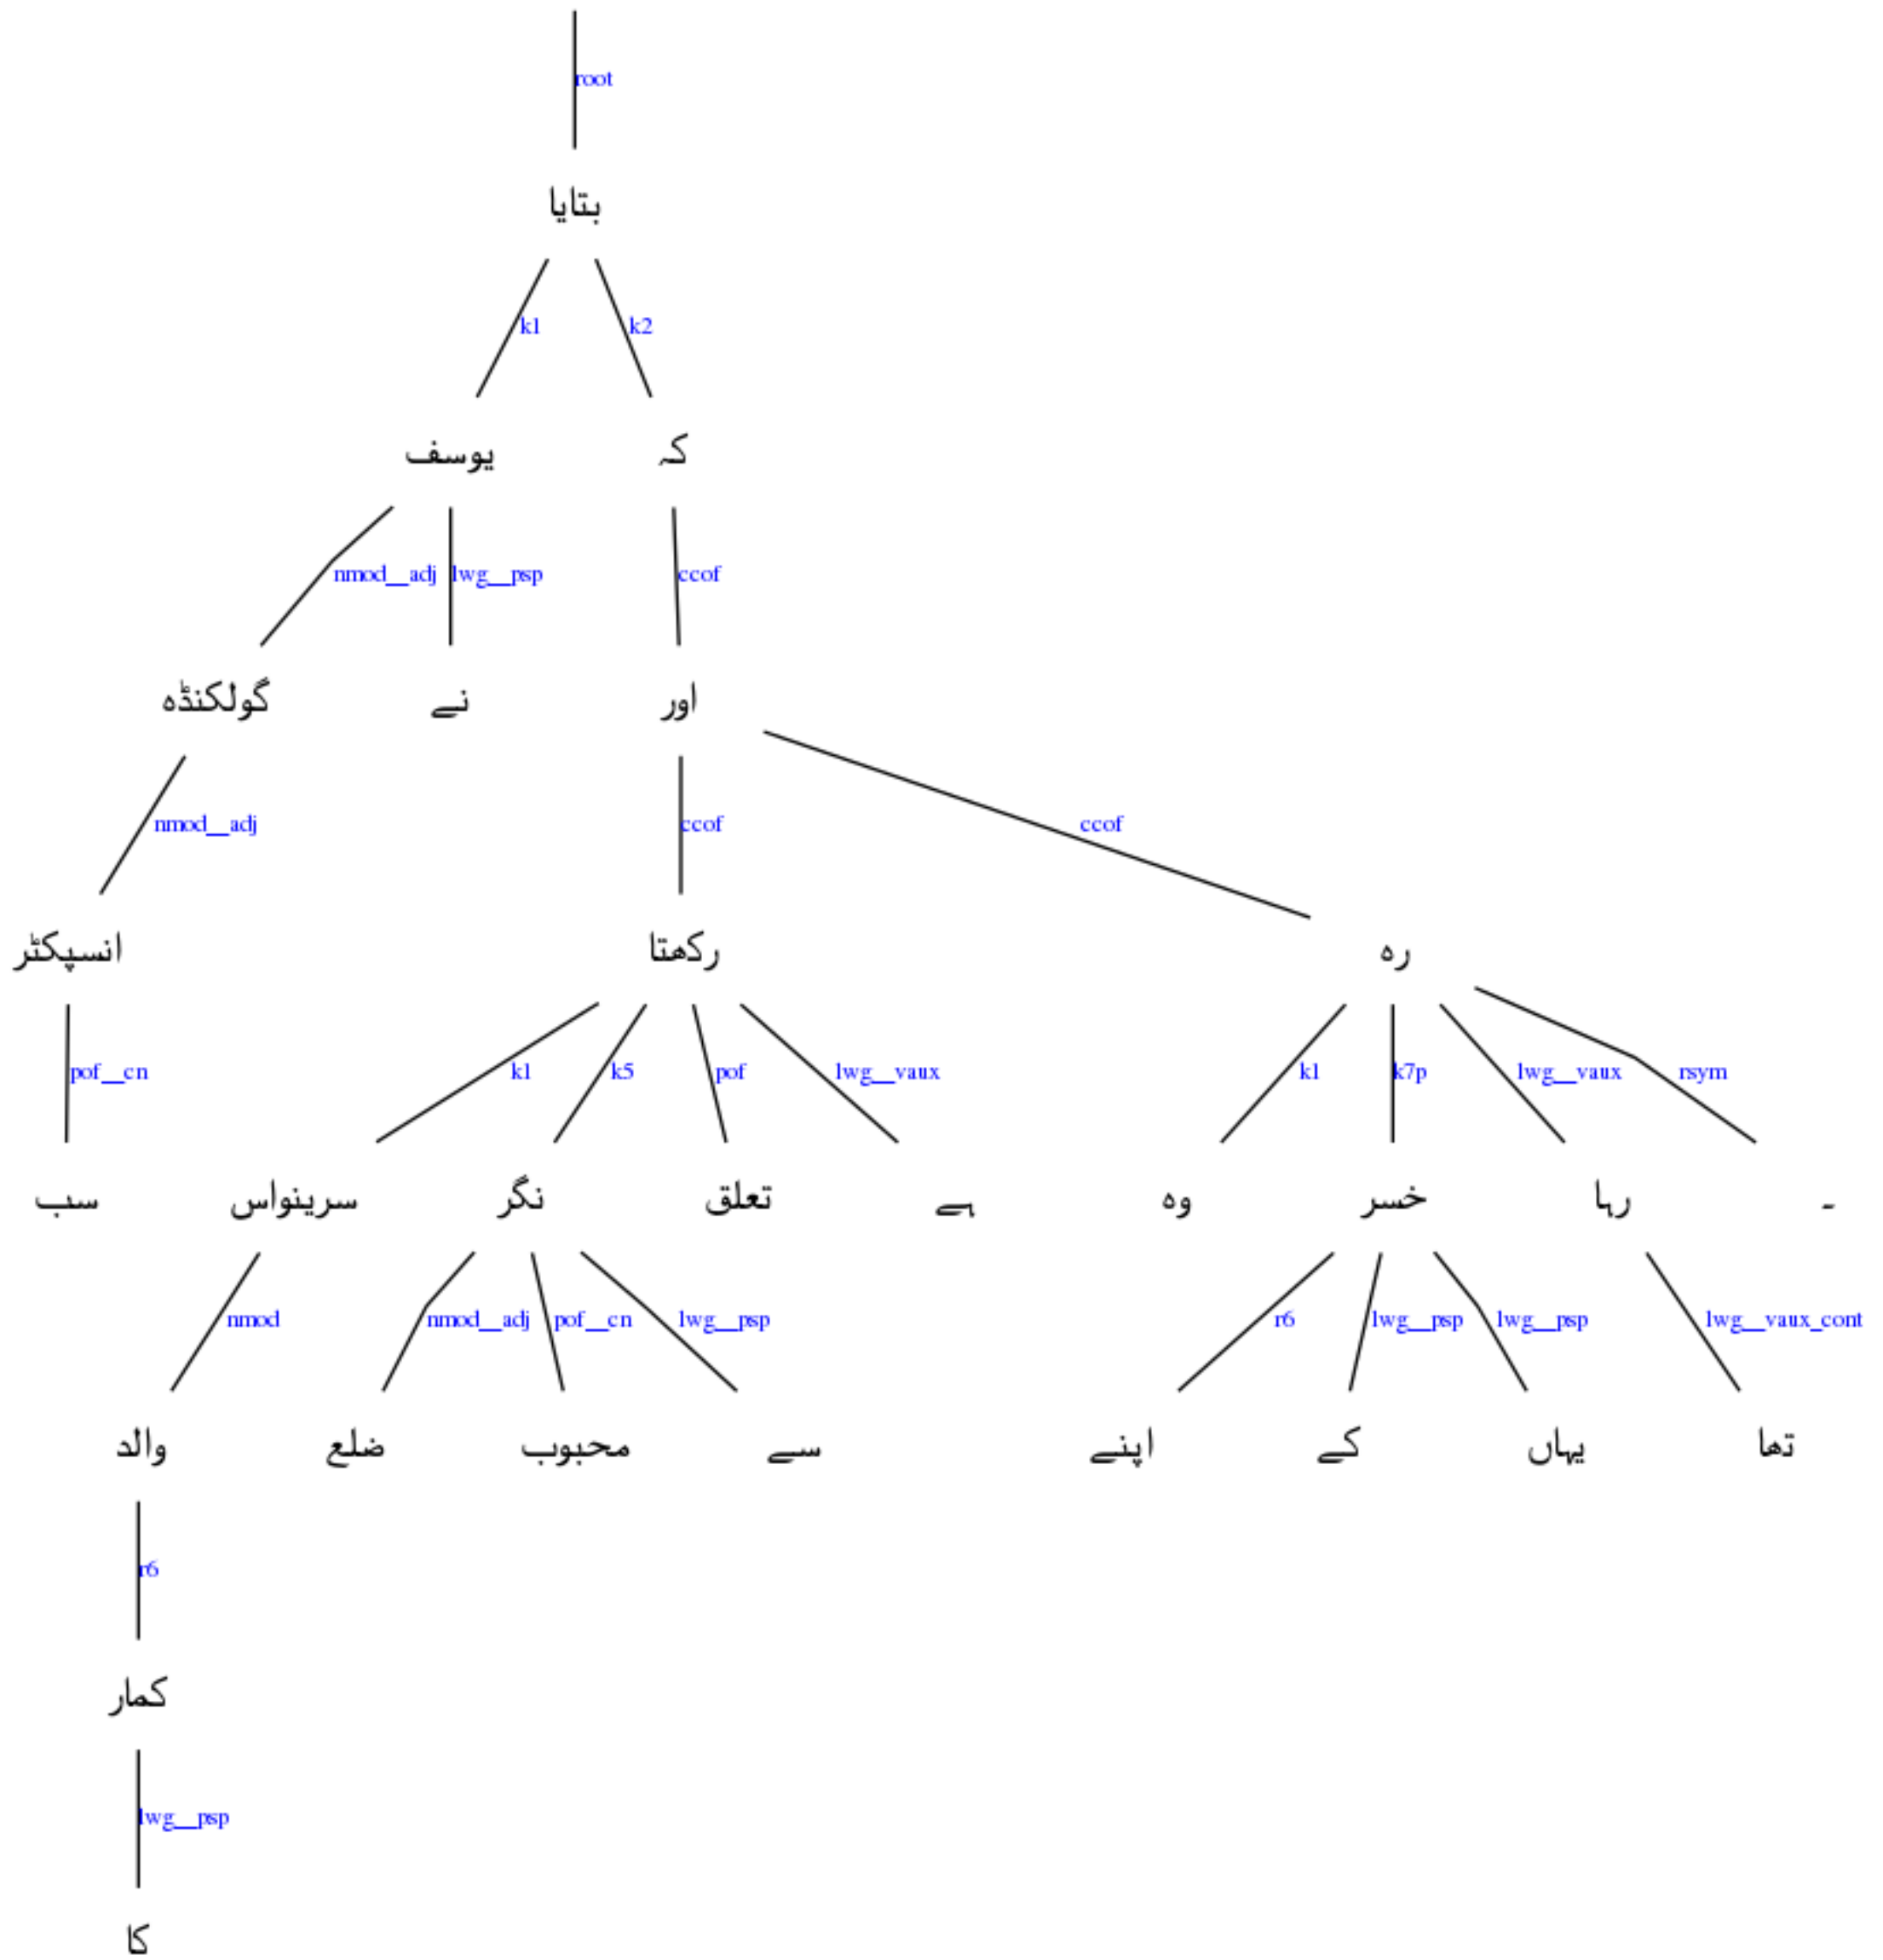 root
بتایا
k1 k2
یوسف کہ
nmod__adj lwg__psp ccof
گولکنڈہ نے اور
nmod__adj ccof ccof
انسپکٹر رکھتا رہ
pof__cn k1 k5 pof lwg__vaux k1 k7p lwg__vaux rsym
سب سرینواس نگر تعلق ہے وہ خسر رہا ۔
nmod nmod__adj pof__cn lwg__psp r6 lwg__psp lwg__psp lwg__vaux_cont
والد ضلع محبوب سے اپنے کے یہاں تھا
r6
کمار
lwg__psp
کا